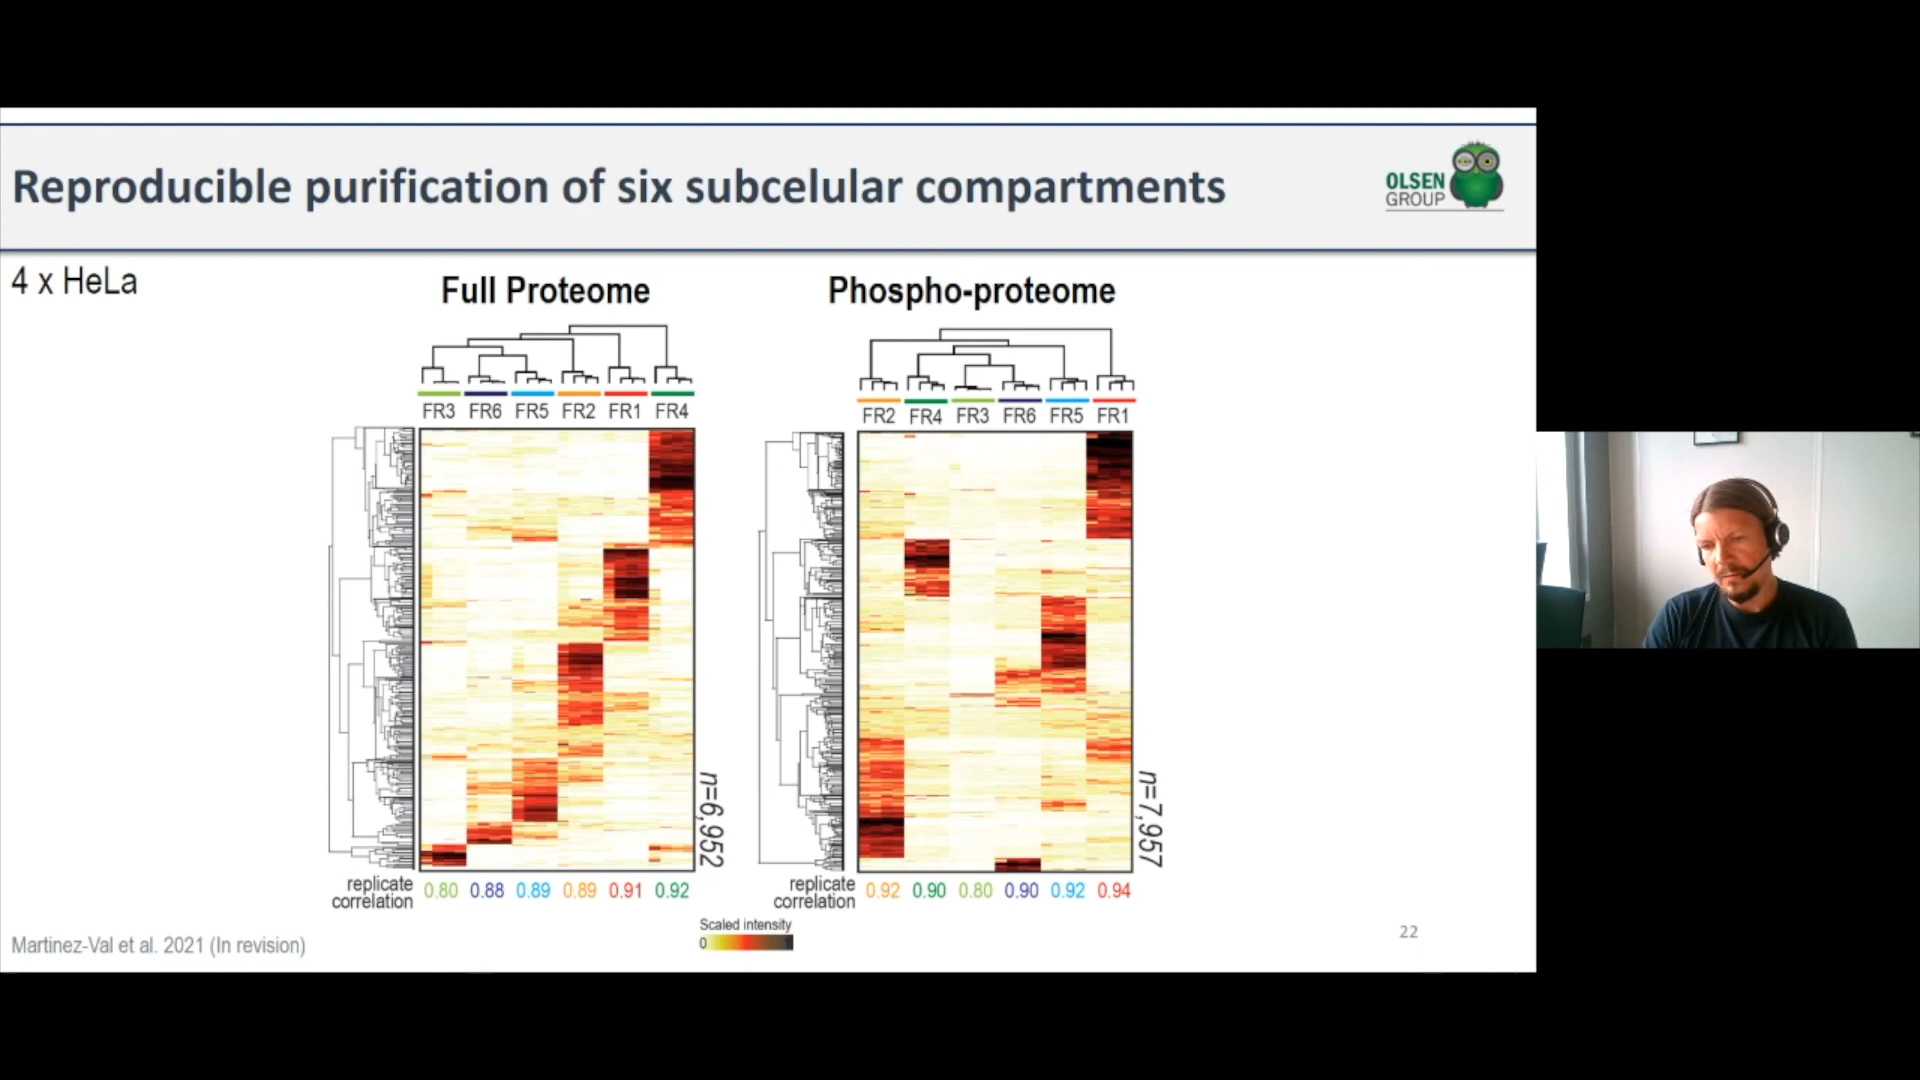 Reproducible purification of six subcelular compartments
OLSEN
GROUP
4 x HeLa
Full Proteome
FR3 FR6 FR5 FR2 FR1 FR4
n=6,952
replicate
correlation
0.80 0.88 0.89 0.89 0.91 0.92
Phospho-proteome
FR2 FR4 FR3 FR6 FR5 FR1
n=7,957
replicate
correlation
0.92 0.90 0.80 0.90 0.92 0.94
Scaled intensity
0
Martinez-Val et al. 2021 (In revision)
22